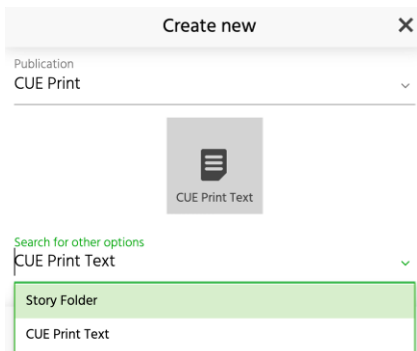 Create new
Publication
CUE Print
CUE Print Text
Search for other options
CUE Print Text
Story Folder
CUE Print Text